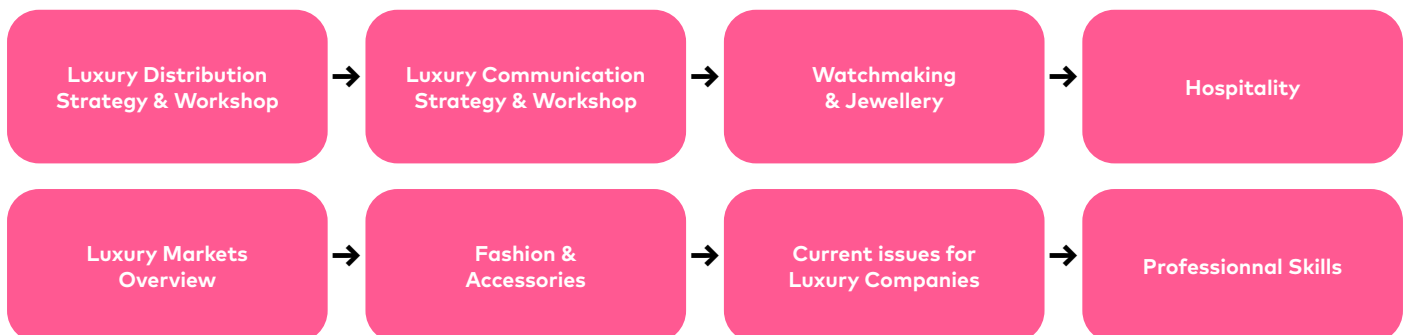 Luxury Distribution
Strategy & Workshop
Luxury Communication
Strategy & Workshop
Watchmaking
& Jewellery
Hospitality
Luxury Markets
Overview
Fashion &
Accessories
Current issues for
Luxury Companies
Professionnal Skills